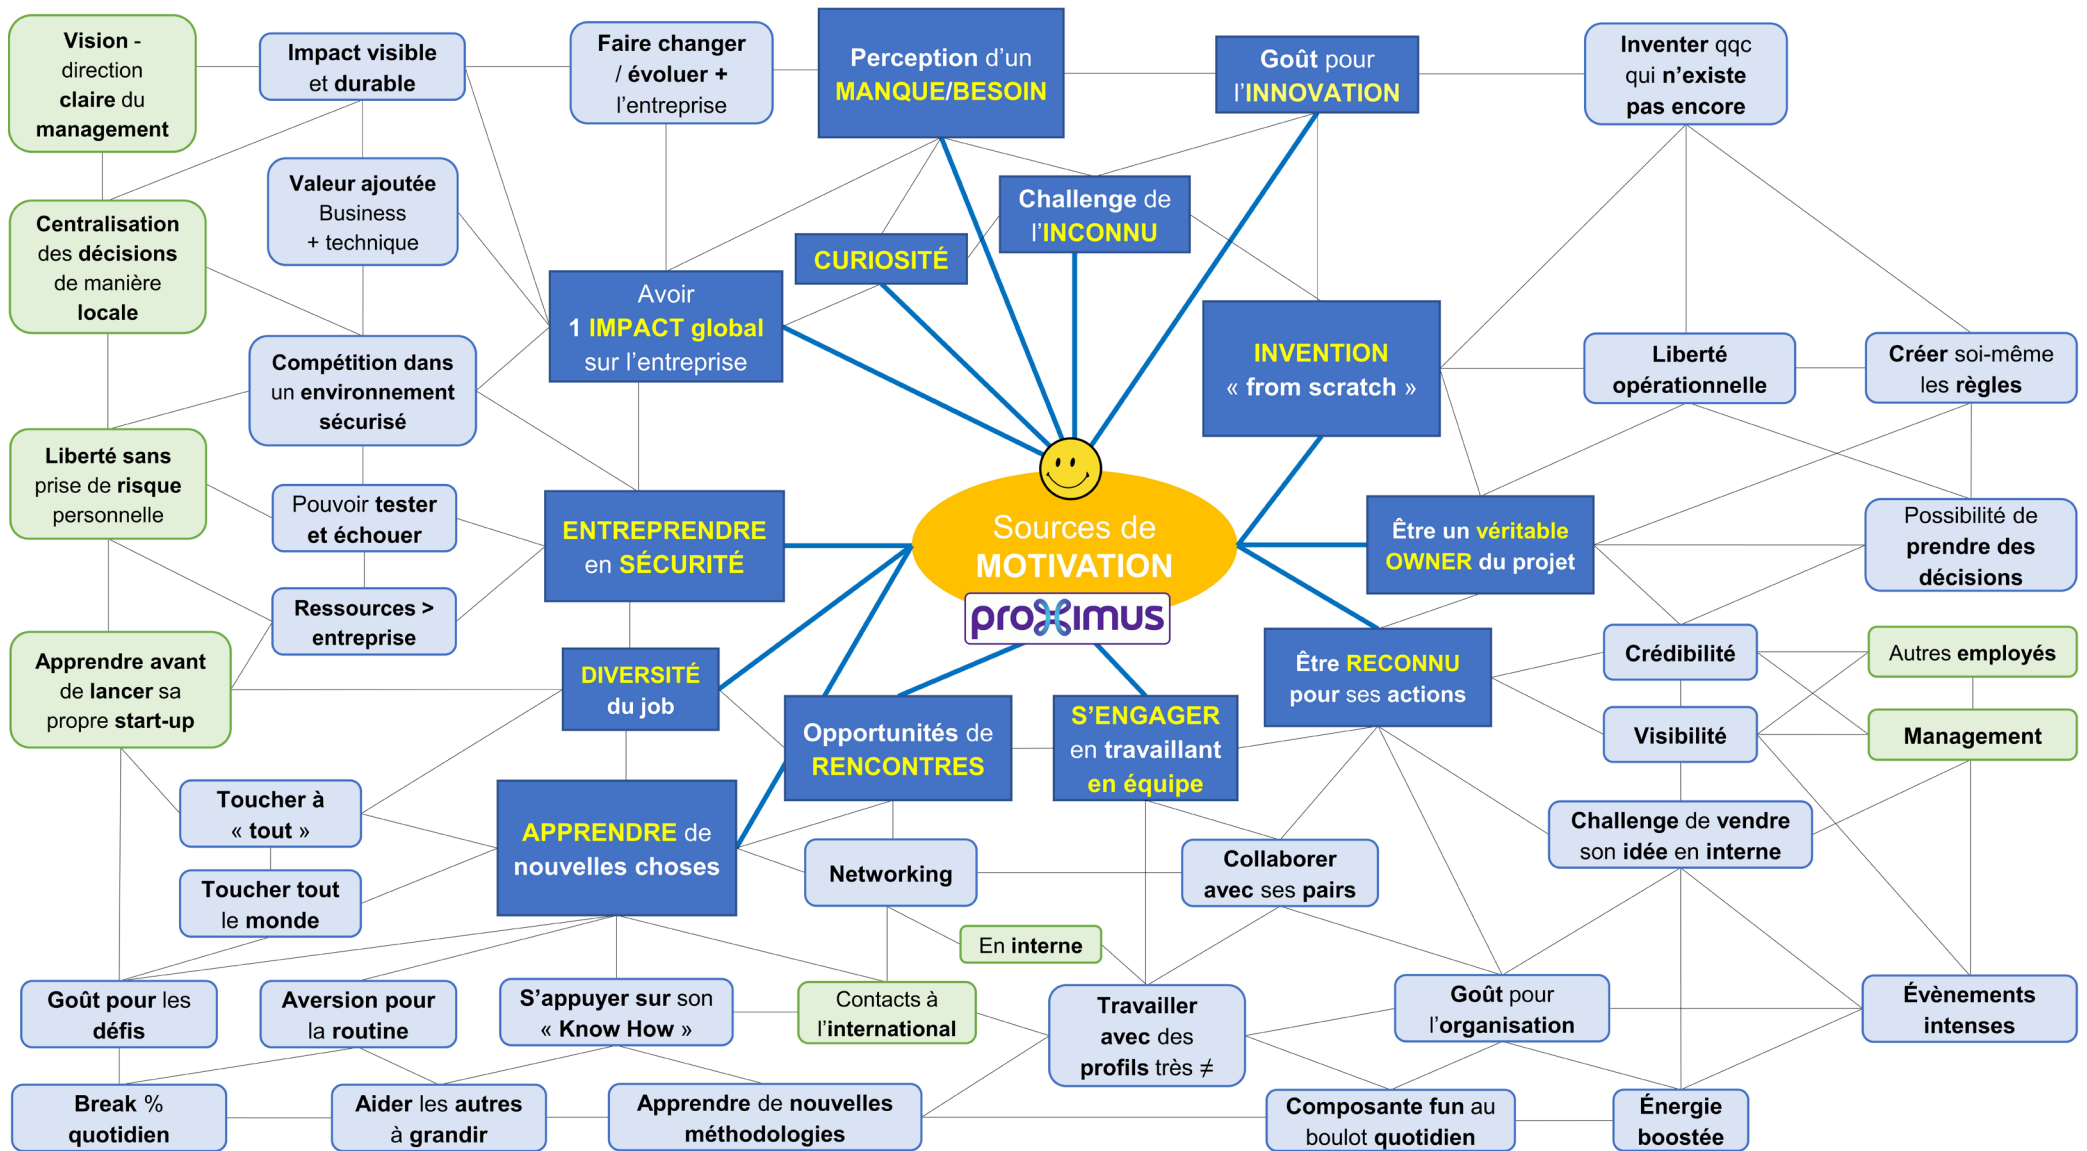 Vision -
direction
claire du
management
Impact visible
et durable
Faire changer
/ évoluer +
l'entreprise
Perception d'un
MANQUE/BESOIN
Goût pour
l'INNOVATION
Inventer qqc
qui n'existe
pas encore
Valeur ajoutée
Business
+ technique
Challenge de
l'INCONNU
Centralisation
des décisions
de manière
locale
CURIOSITÉ
Avoir
1 IMPACT global
sur l'entreprise
INVENTION
« from scratch »
Liberté
opérationnelle
Créer soi-même
les règles
Compétition dans
un environnement
sécurisé
Liberté sans
prise de risque
personnelle
Pouvoir tester
et échouer
ENTREPRENDRE
en SÉCURITÉ
Sources de
MOTIVATION
proximus
Être un véritable
OWNER du projet
Possibilité de
prendre des
décisions
Ressources >
entreprise
Apprendre avant
de lancer sa
propre start-up
DIVERSITÉ
du job
Opportunités de
RENCONTRES
S'ENGAGER
en travaillant
en équipe
Être RECONNU
pour ses actions
Crédibilité
Autres employés
Visibilité
Management
Toucher à
« tout »
APPRENDRE de
nouvelles choses
Networking
Collaborer
avec ses pairs
Challenge de vendre
son idée en interne
Toucher tout
le monde
En interne
Goût pour les
défis
Aversion pour
la routine
S'appuyer sur son
« Know How »
Contacts à
l'international
Travailler
avec des
profils très ≠
Goût pour
l'organisation
Évènements
intenses
Break %
quotidien
Aider les autres
à grandir
Apprendre de nouvelles
méthodologies
Composante fun au
boulot quotidien
Énergie
boostée